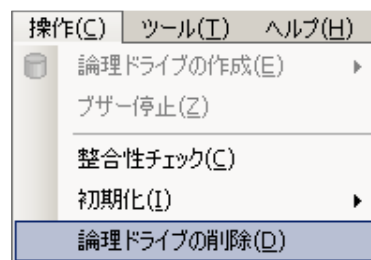 操作(C) ツール(T) ヘルプ(H)
論理ドライブの作成(E)
ブザー停止(Z)
整合性チェック(C)
初期化(I)
論理ドライブの削除(D)